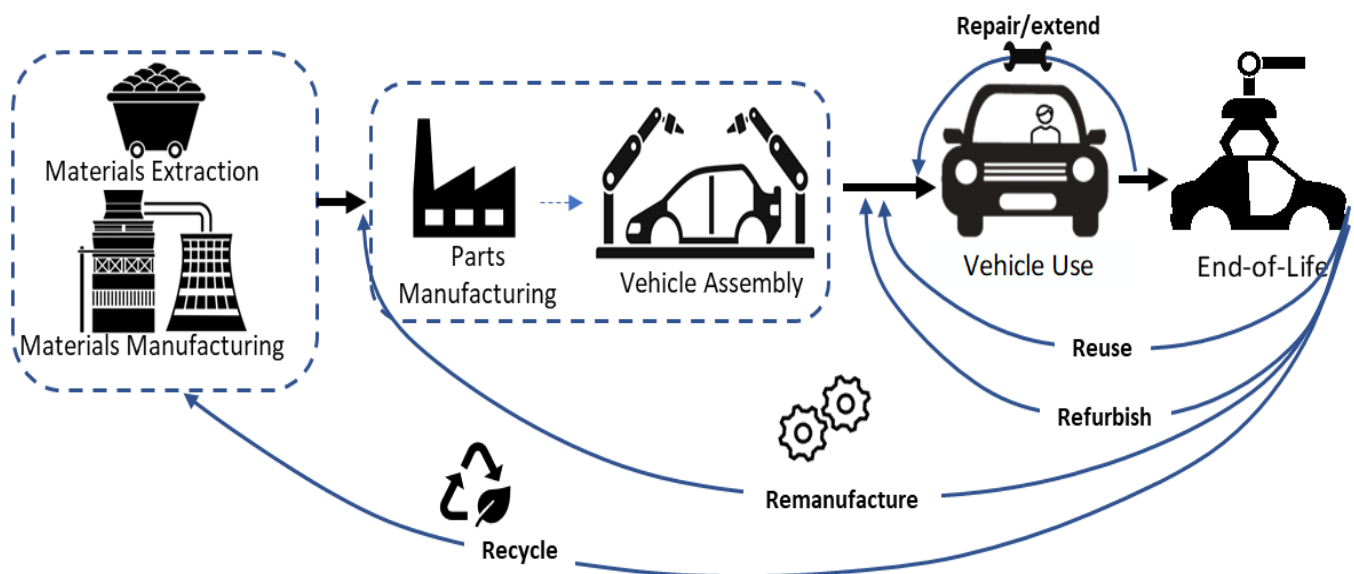 Repair/extend
Materials Extraction
Materials Manufacturing
Parts
Manufacturing
Vehicle Assembly
Vehicle Use
End-of-Life
Reuse
Refurbish
Remanufacture
Recycle